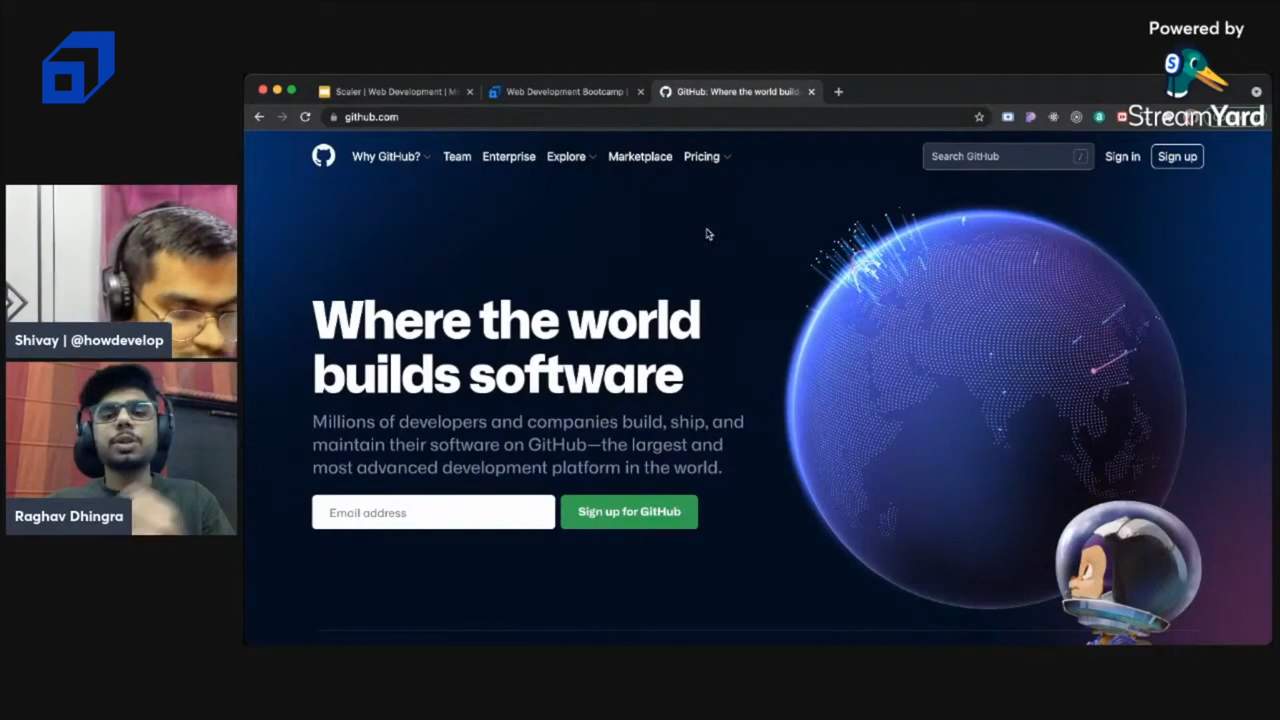 Powered by
StreamYard
Scaler | Web Development | M
Web Development Bootcamp |
GitHub: Where the world build
github.com
Why GitHub?
Team
Enterprise
Explore
Marketplace
Pricing
Search GitHub
/
Sign in
Sign up
Where the world
builds software
Millions of developers and companies build, ship, and
maintain their software on GitHub—the largest and
most advanced development platform in the world.
Email address
Sign up for GitHub
Shivay | @howdevelop
Raghav Dhingra